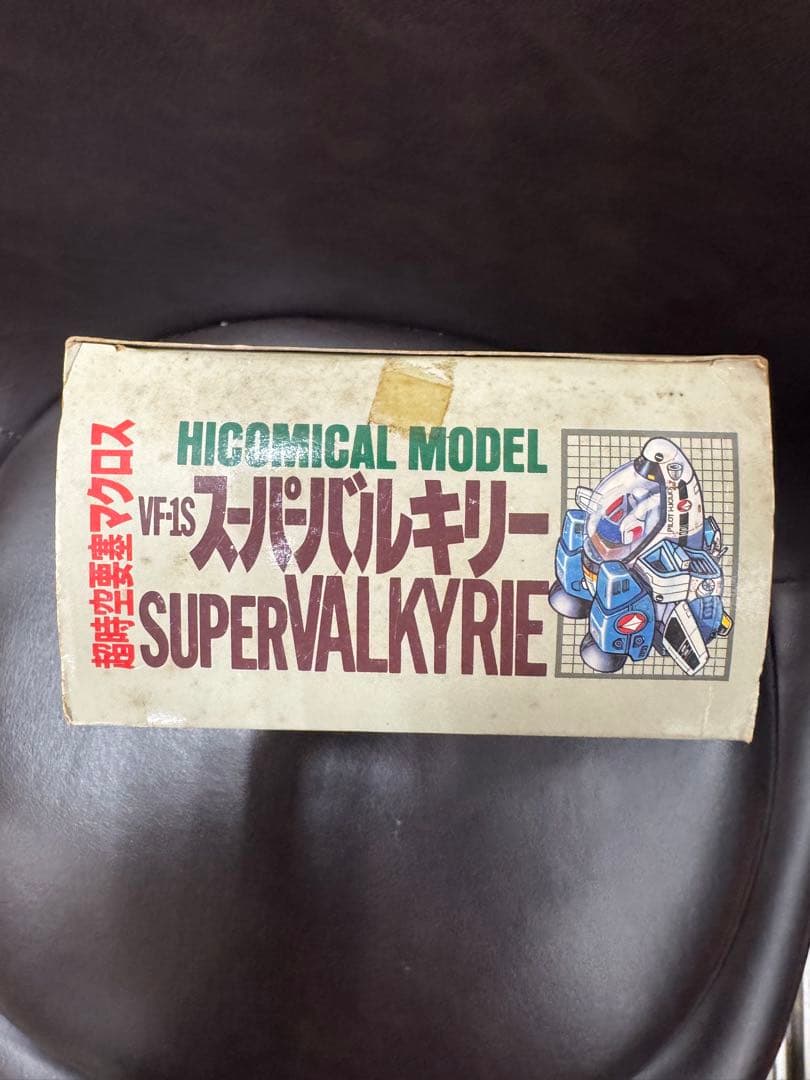 超時空要塞マクロス
HICOMICAL MODEL
VF-1S スーパーバルキリー
SUPER VALKYRIE